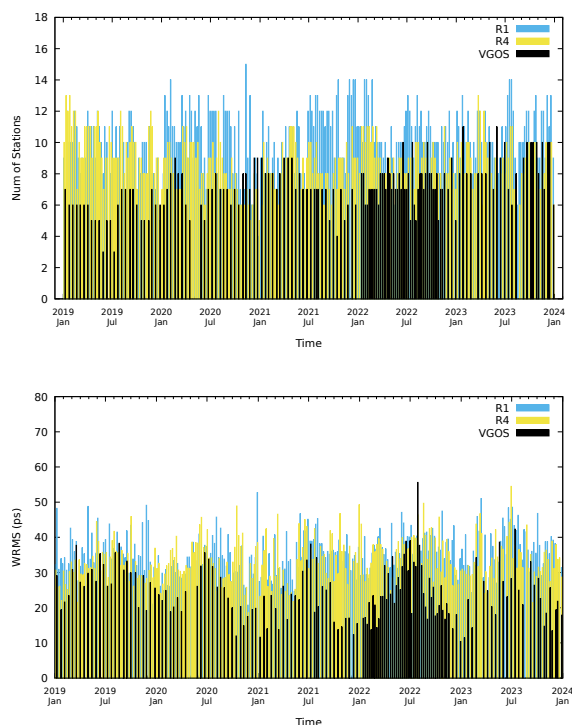 18
16
14
12
10
8
6
4
2
0
Num of Stations
R1
R4
VGOS
2019 2019 2020 2020 2021 2021 2022 2022 2023 2023 2024
Jan Jul Jan Jul Jan Jul Jan Jul Jan Jul Jan
Time
80
70
60
50
40
30
20
10
0
WRMS (ps)
R1
R4
VGOS
2019 2019 2020 2020 2021 2021 2022 2022 2023 2023 2024
Jan Jul Jan Jul Jan Jul Jan Jul Jan Jul Jan
Time